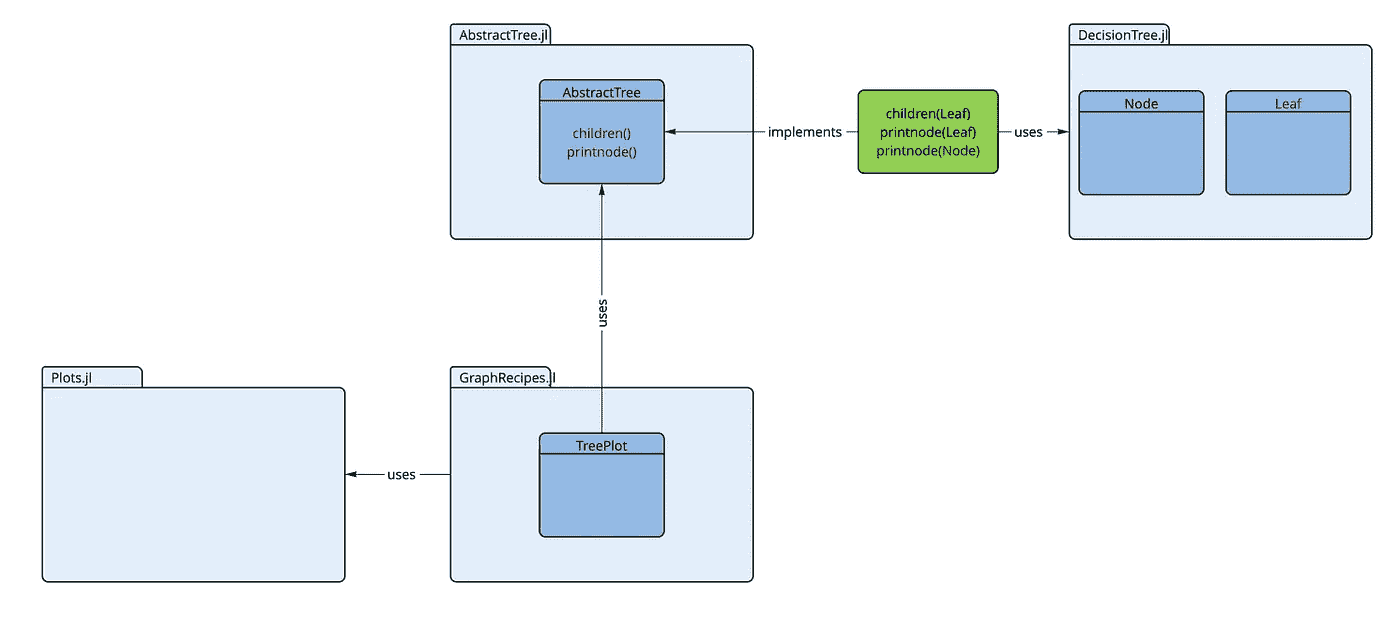 AbstractTree.jl
AbstractTree
children()
printnode()
implements
children(Leaf)
printnode(Leaf)
printnode(Node)
uses
DecisionTree.jl
Node
Leaf
uses
Plots.jl
uses
GraphRecipes.jl
TreePlot